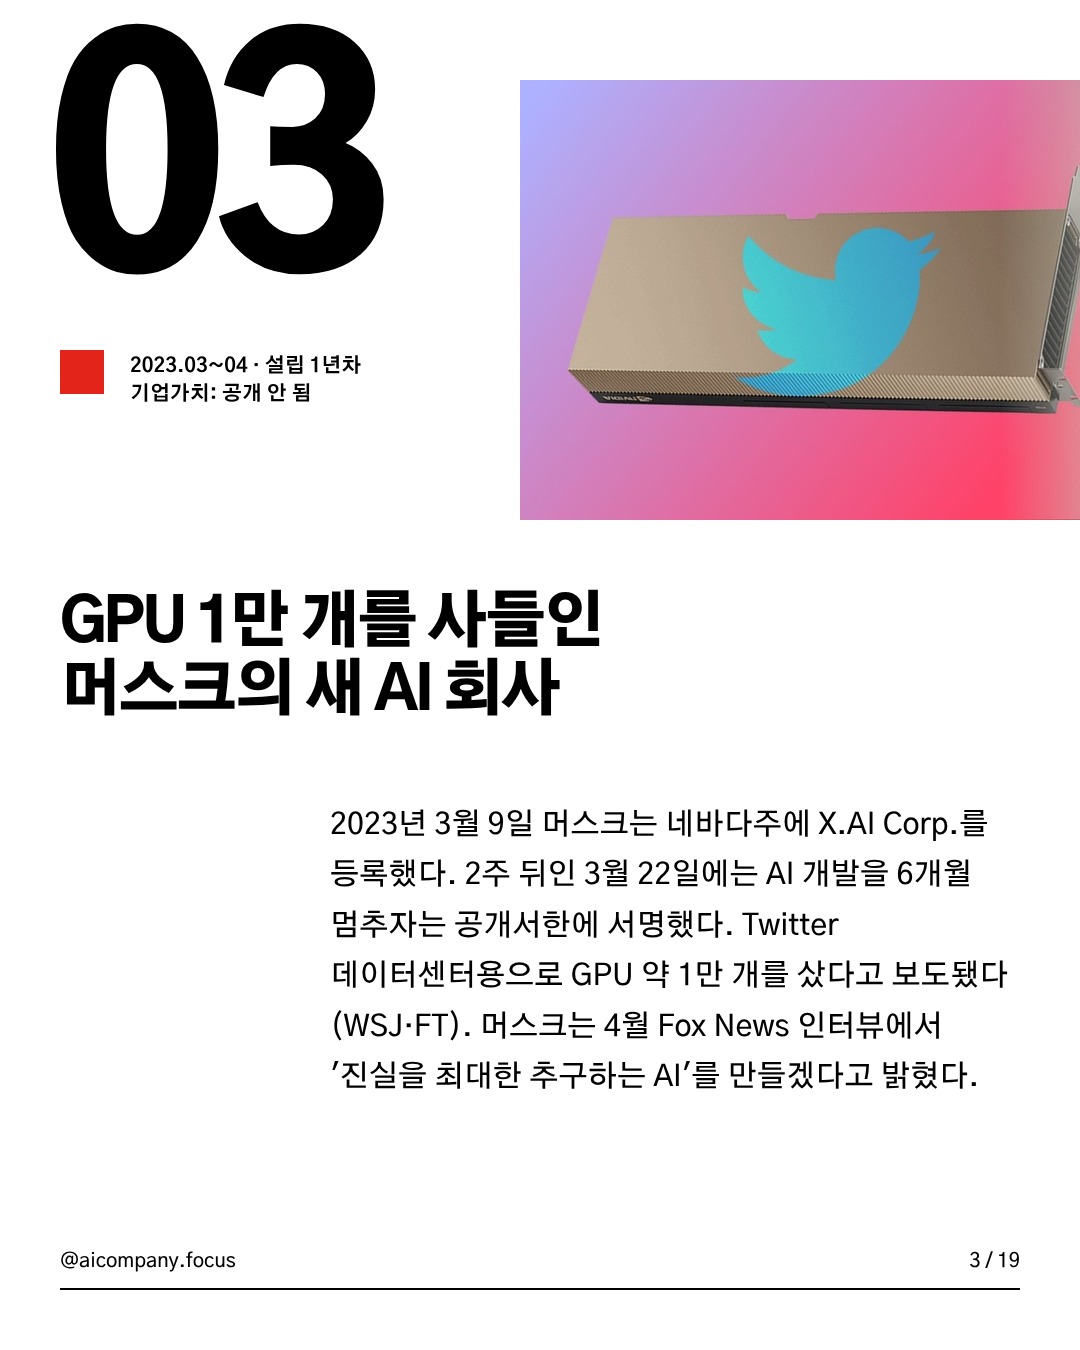 03
2023.03~04 · 설립 1년차
기업가치: 공개 안 됨
NVIDIA
GPU 1만 개를 사들인
머스크의 새 AI 회사
2023년 3월 9일 머스크는 네바다주에 X.AI Corp.를
등록했다. 2주 뒤인 3월 22일에는 AI 개발을 6개월
멈추자는 공개서한에 서명했다. Twitter
데이터센터용으로 GPU 약 1만 개를 샀다고 보도됐다
(WSJ·FT). 머스크는 4월 Fox News 인터뷰에서
'진실을 최대한 추구하는 AI'를 만들겠다고 밝혔다.
@aicompany.focus
3 / 19